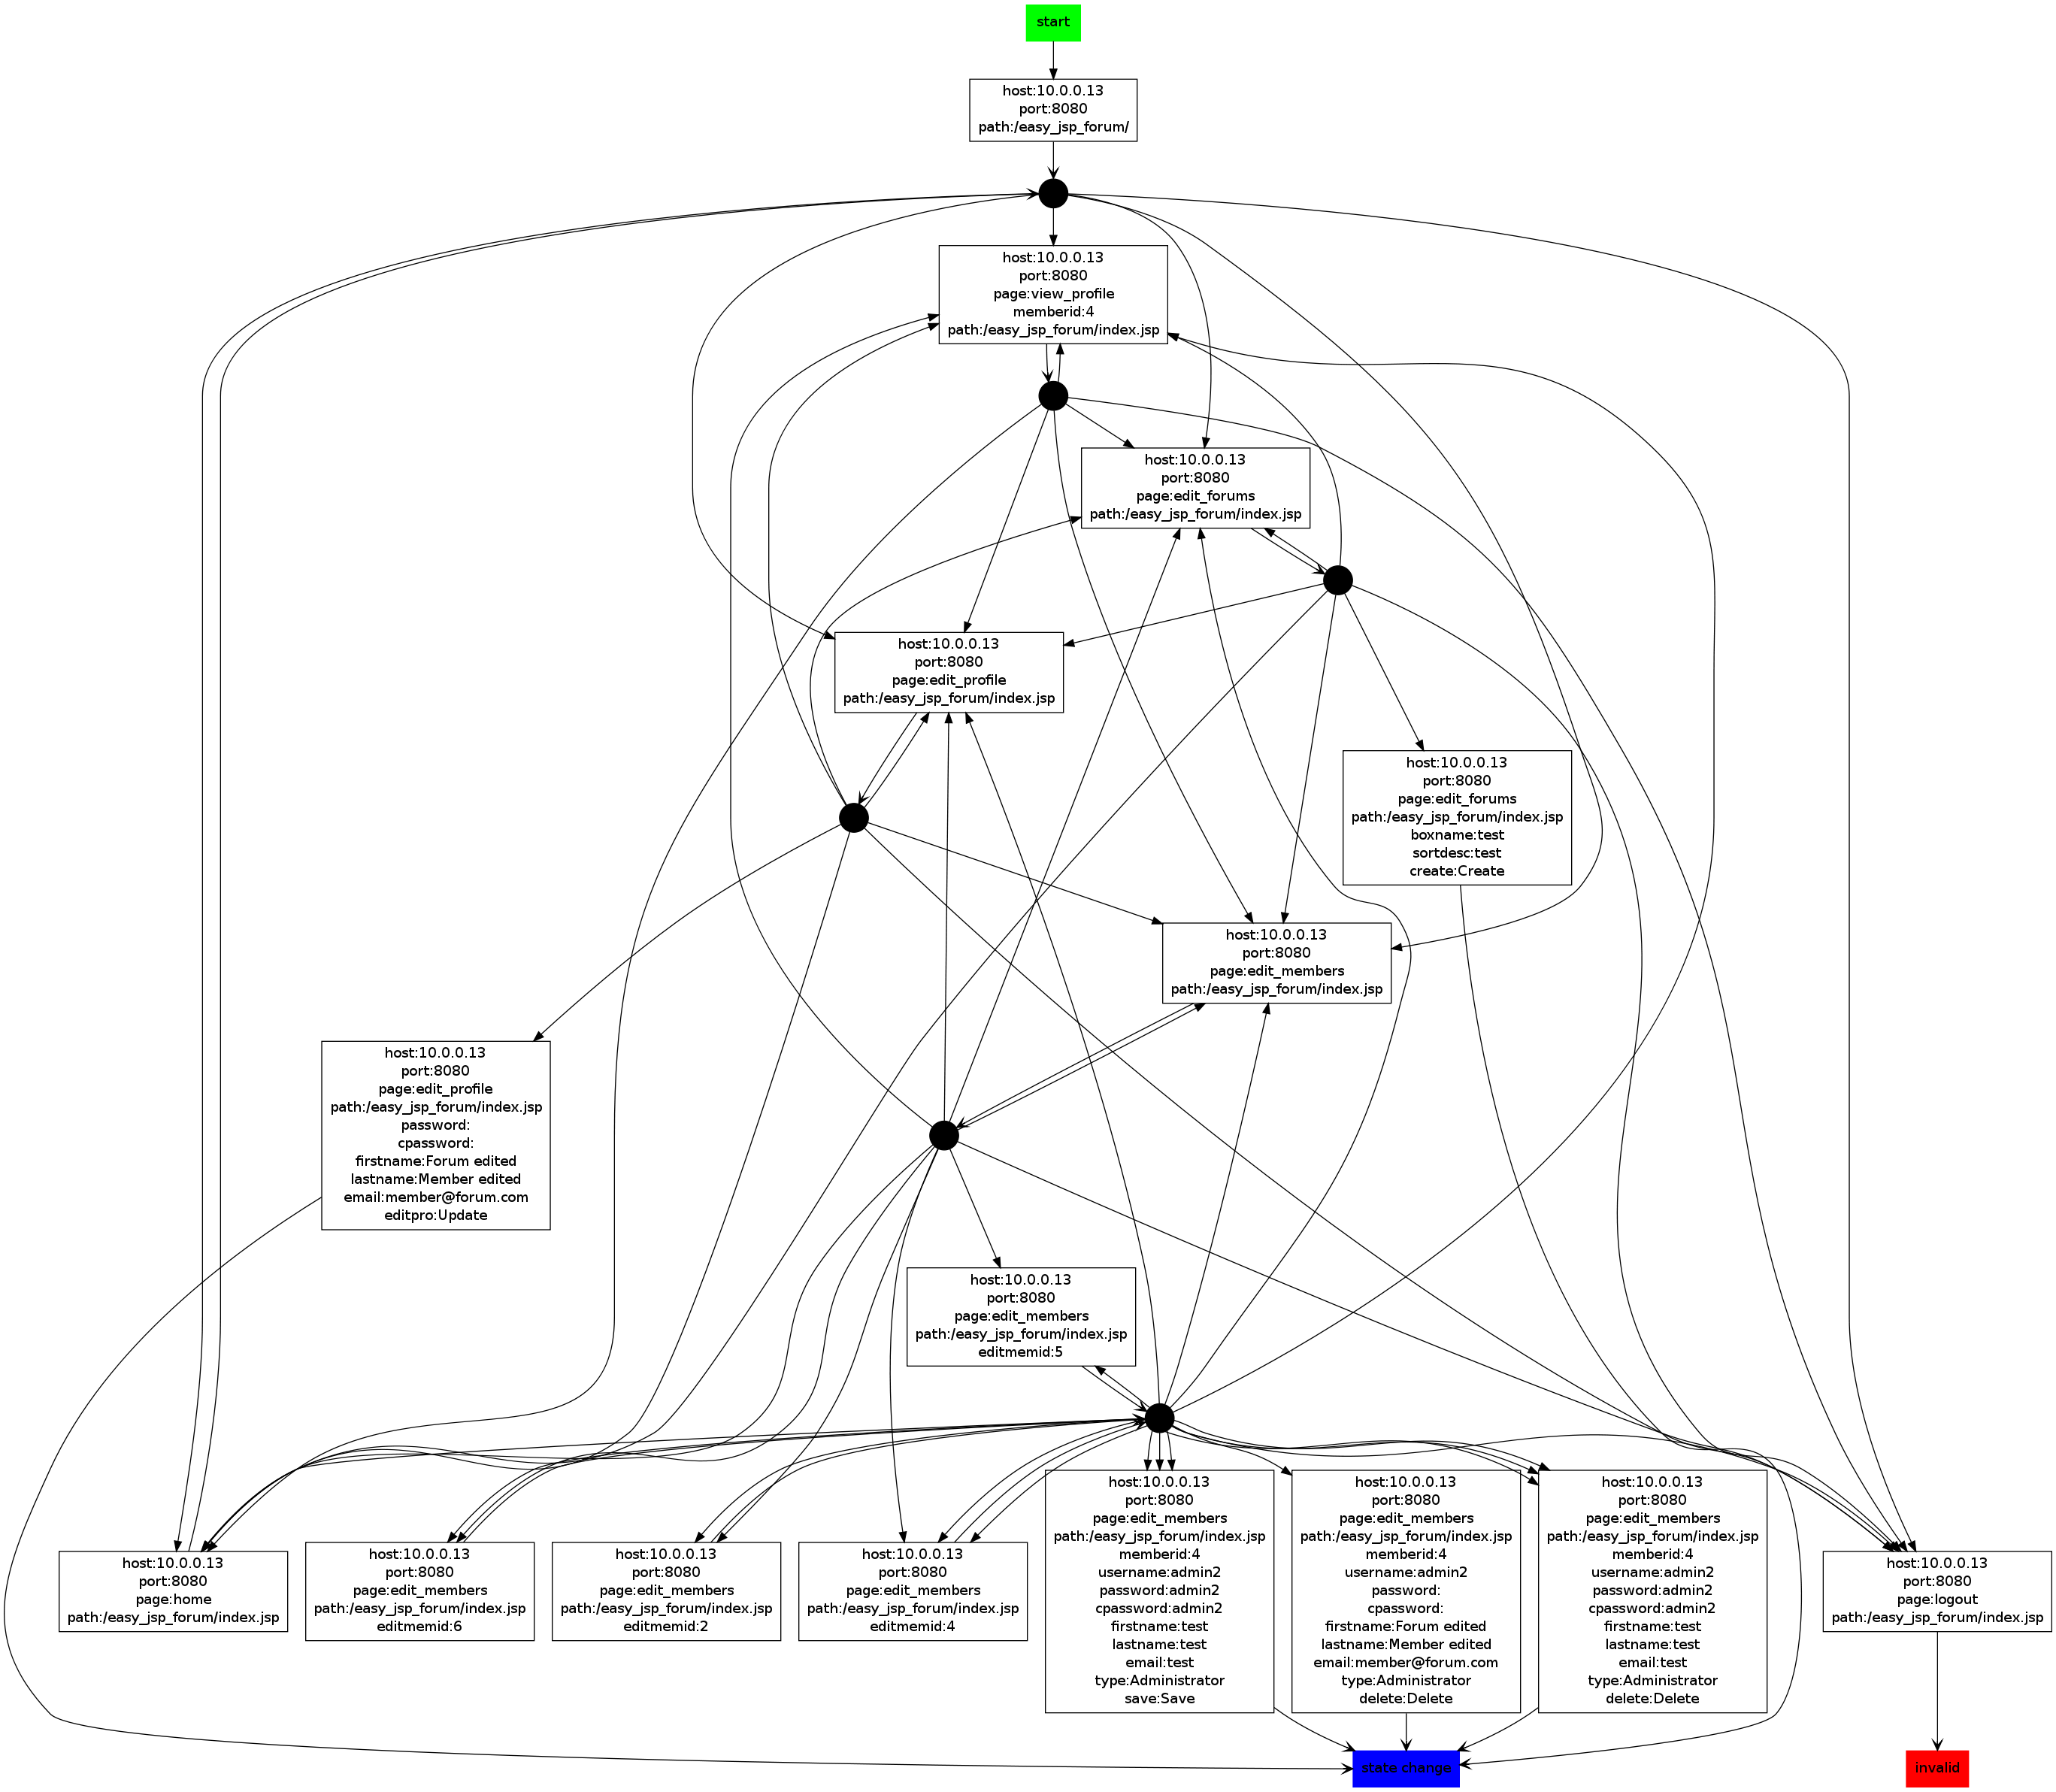 start
host:10.0.0.13
port:8080
path:/easy_jsp_forum/
host:10.0.0.13
port:8080
page:view_profile
memberid:4
path:/easy_jsp_forum/index.jsp
host:10.0.0.13
port:8080
page:edit_forums
path:/easy_jsp_forum/index.jsp
host:10.0.0.13
port:8080
page:edit_profile
path:/easy_jsp_forum/index.jsp
host:10.0.0.13
port:8080
page:edit_forums
path:/easy_jsp_forum/index.jsp
boxname:test
sortdesc:test
create:Create
host:10.0.0.13
port:8080
page:edit_members
path:/easy_jsp_forum/index.jsp
host:10.0.0.13
port:8080
page:edit_profile
path:/easy_jsp_forum/index.jsp
password:
cpassword:
firstname:Forum edited
lastname:Member edited
email:member@forum.com
editpro:Update
host:10.0.0.13
port:8080
page:edit_members
path:/easy_jsp_forum/index.jsp
editmemid:5
host:10.0.0.13
port:8080
page:home
path:/easy_jsp_forum/index.jsp
host:10.0.0.13
port:8080
page:edit_members
path:/easy_jsp_forum/index.jsp
editmemid:6
host:10.0.0.13
port:8080
page:edit_members
path:/easy_jsp_forum/index.jsp
editmemid:2
host:10.0.0.13
port:8080
page:edit_members
path:/easy_jsp_forum/index.jsp
editmemid:4
host:10.0.0.13
port:8080
page:edit_members
path:/easy_jsp_forum/index.jsp
memberid:4
username:admin2
password:admin2
cpassword:admin2
firstname:test
lastname:test
email:test
type:Administrator
save:Save
host:10.0.0.13
port:8080
page:edit_members
path:/easy_jsp_forum/index.jsp
memberid:4
username:admin2
password:
cpassword:
firstname:Forum edited
lastname:Member edited
email:member@forum.com
type:Administrator
delete:Delete
host:10.0.0.13
port:8080
page:edit_members
path:/easy_jsp_forum/index.jsp
memberid:4
username:admin2
password:admin2
cpassword:admin2
firstname:test
lastname:test
email:test
type:Administrator
delete:Delete
host:10.0.0.13
port:8080
page:logout
path:/easy_jsp_forum/index.jsp
state change
invalid